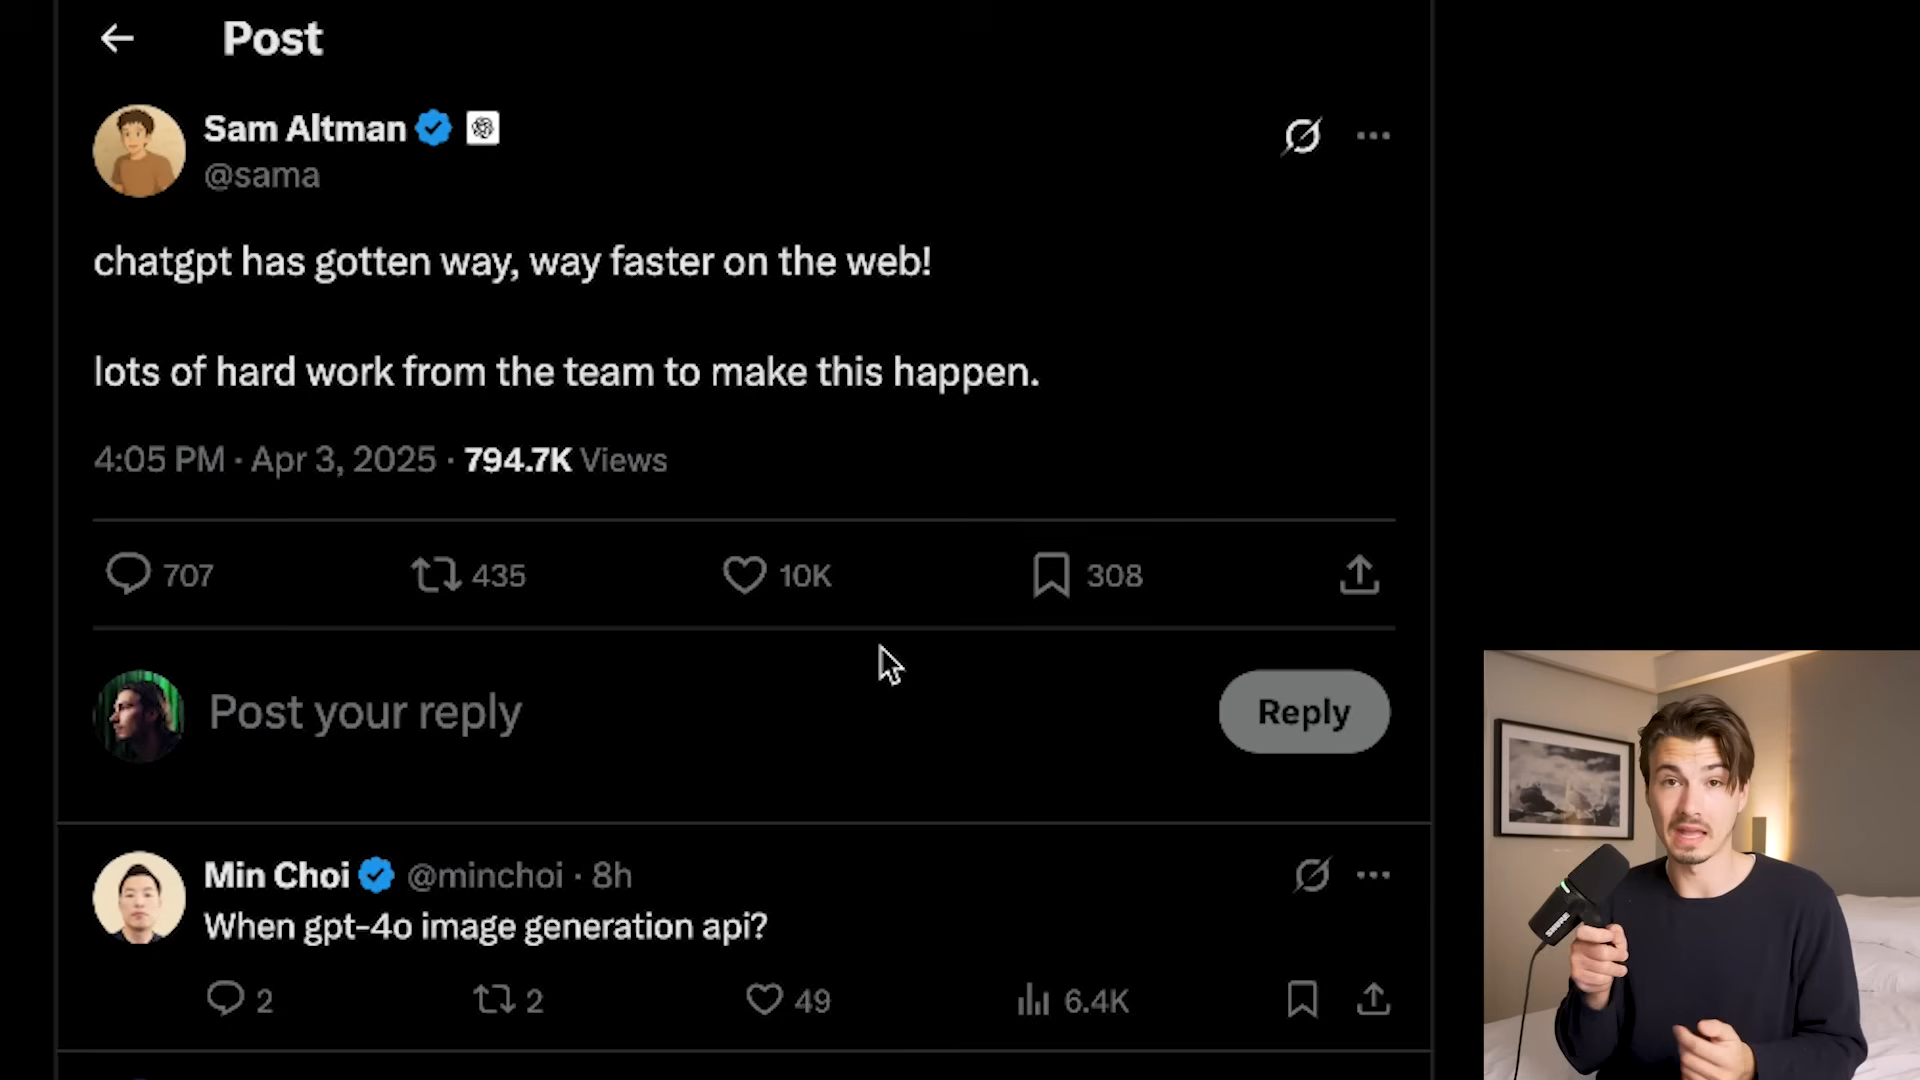 Post
Sam Altman
@sama
chatgpt has gotten way, way faster on the web!
lots of hard work from the team to make this happen.
4:05 PM · Apr 3, 2025 · 794.7K Views
707 435 10K 308
Post your reply Reply
Min Choi @minchoi · 8h
When gpt-4o image generation api?
2 2 49 6.4K
SHURE